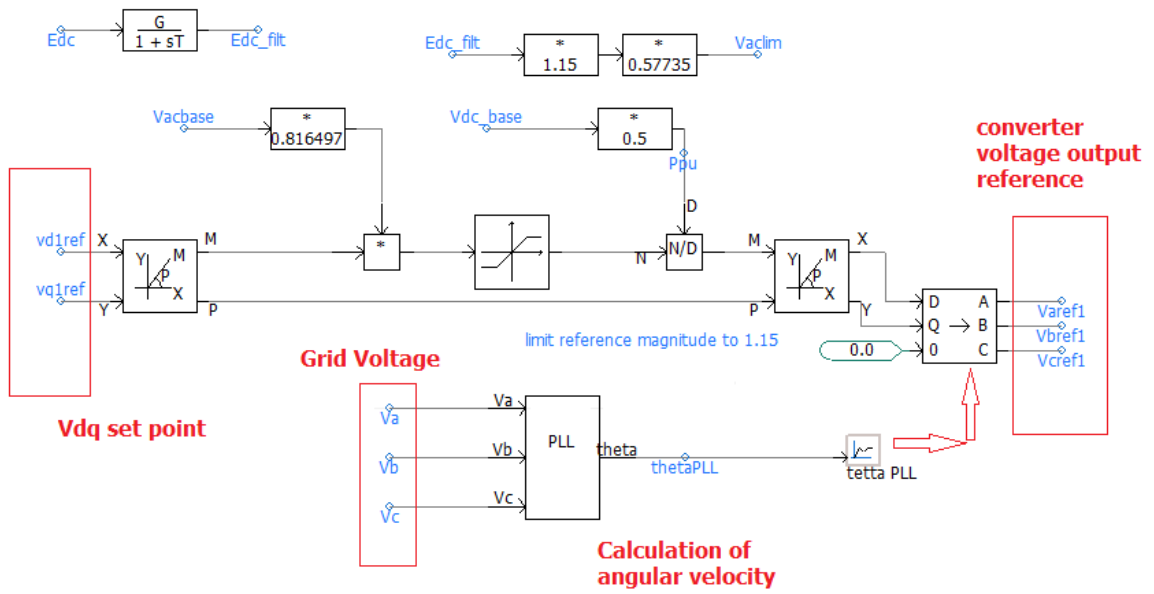 Edc
G
1 + sT
Edc_filt
Edc_filt
*
1.15
*
0.57735
Vaclim
Vacbase
*
0.816497
Vdc_base
*
0.5
Ppu
D
converter
voltage output
reference
vd1ref
X
vq1ref
Y
Y
M
P
X
M
P
*
N
N/D
M
P
Y
M
P
X
X
Y
limit reference magnitude to 1.15
0.0
D
Q
0
A
B
C
Varef1
Vbref1
Vcref1
Vdq set point
Grid Voltage
Va
Vb
Vc
Va
Vb
Vc
PLL
theta
thetaPLL
tetta PLL
Calculation of
angular velocity